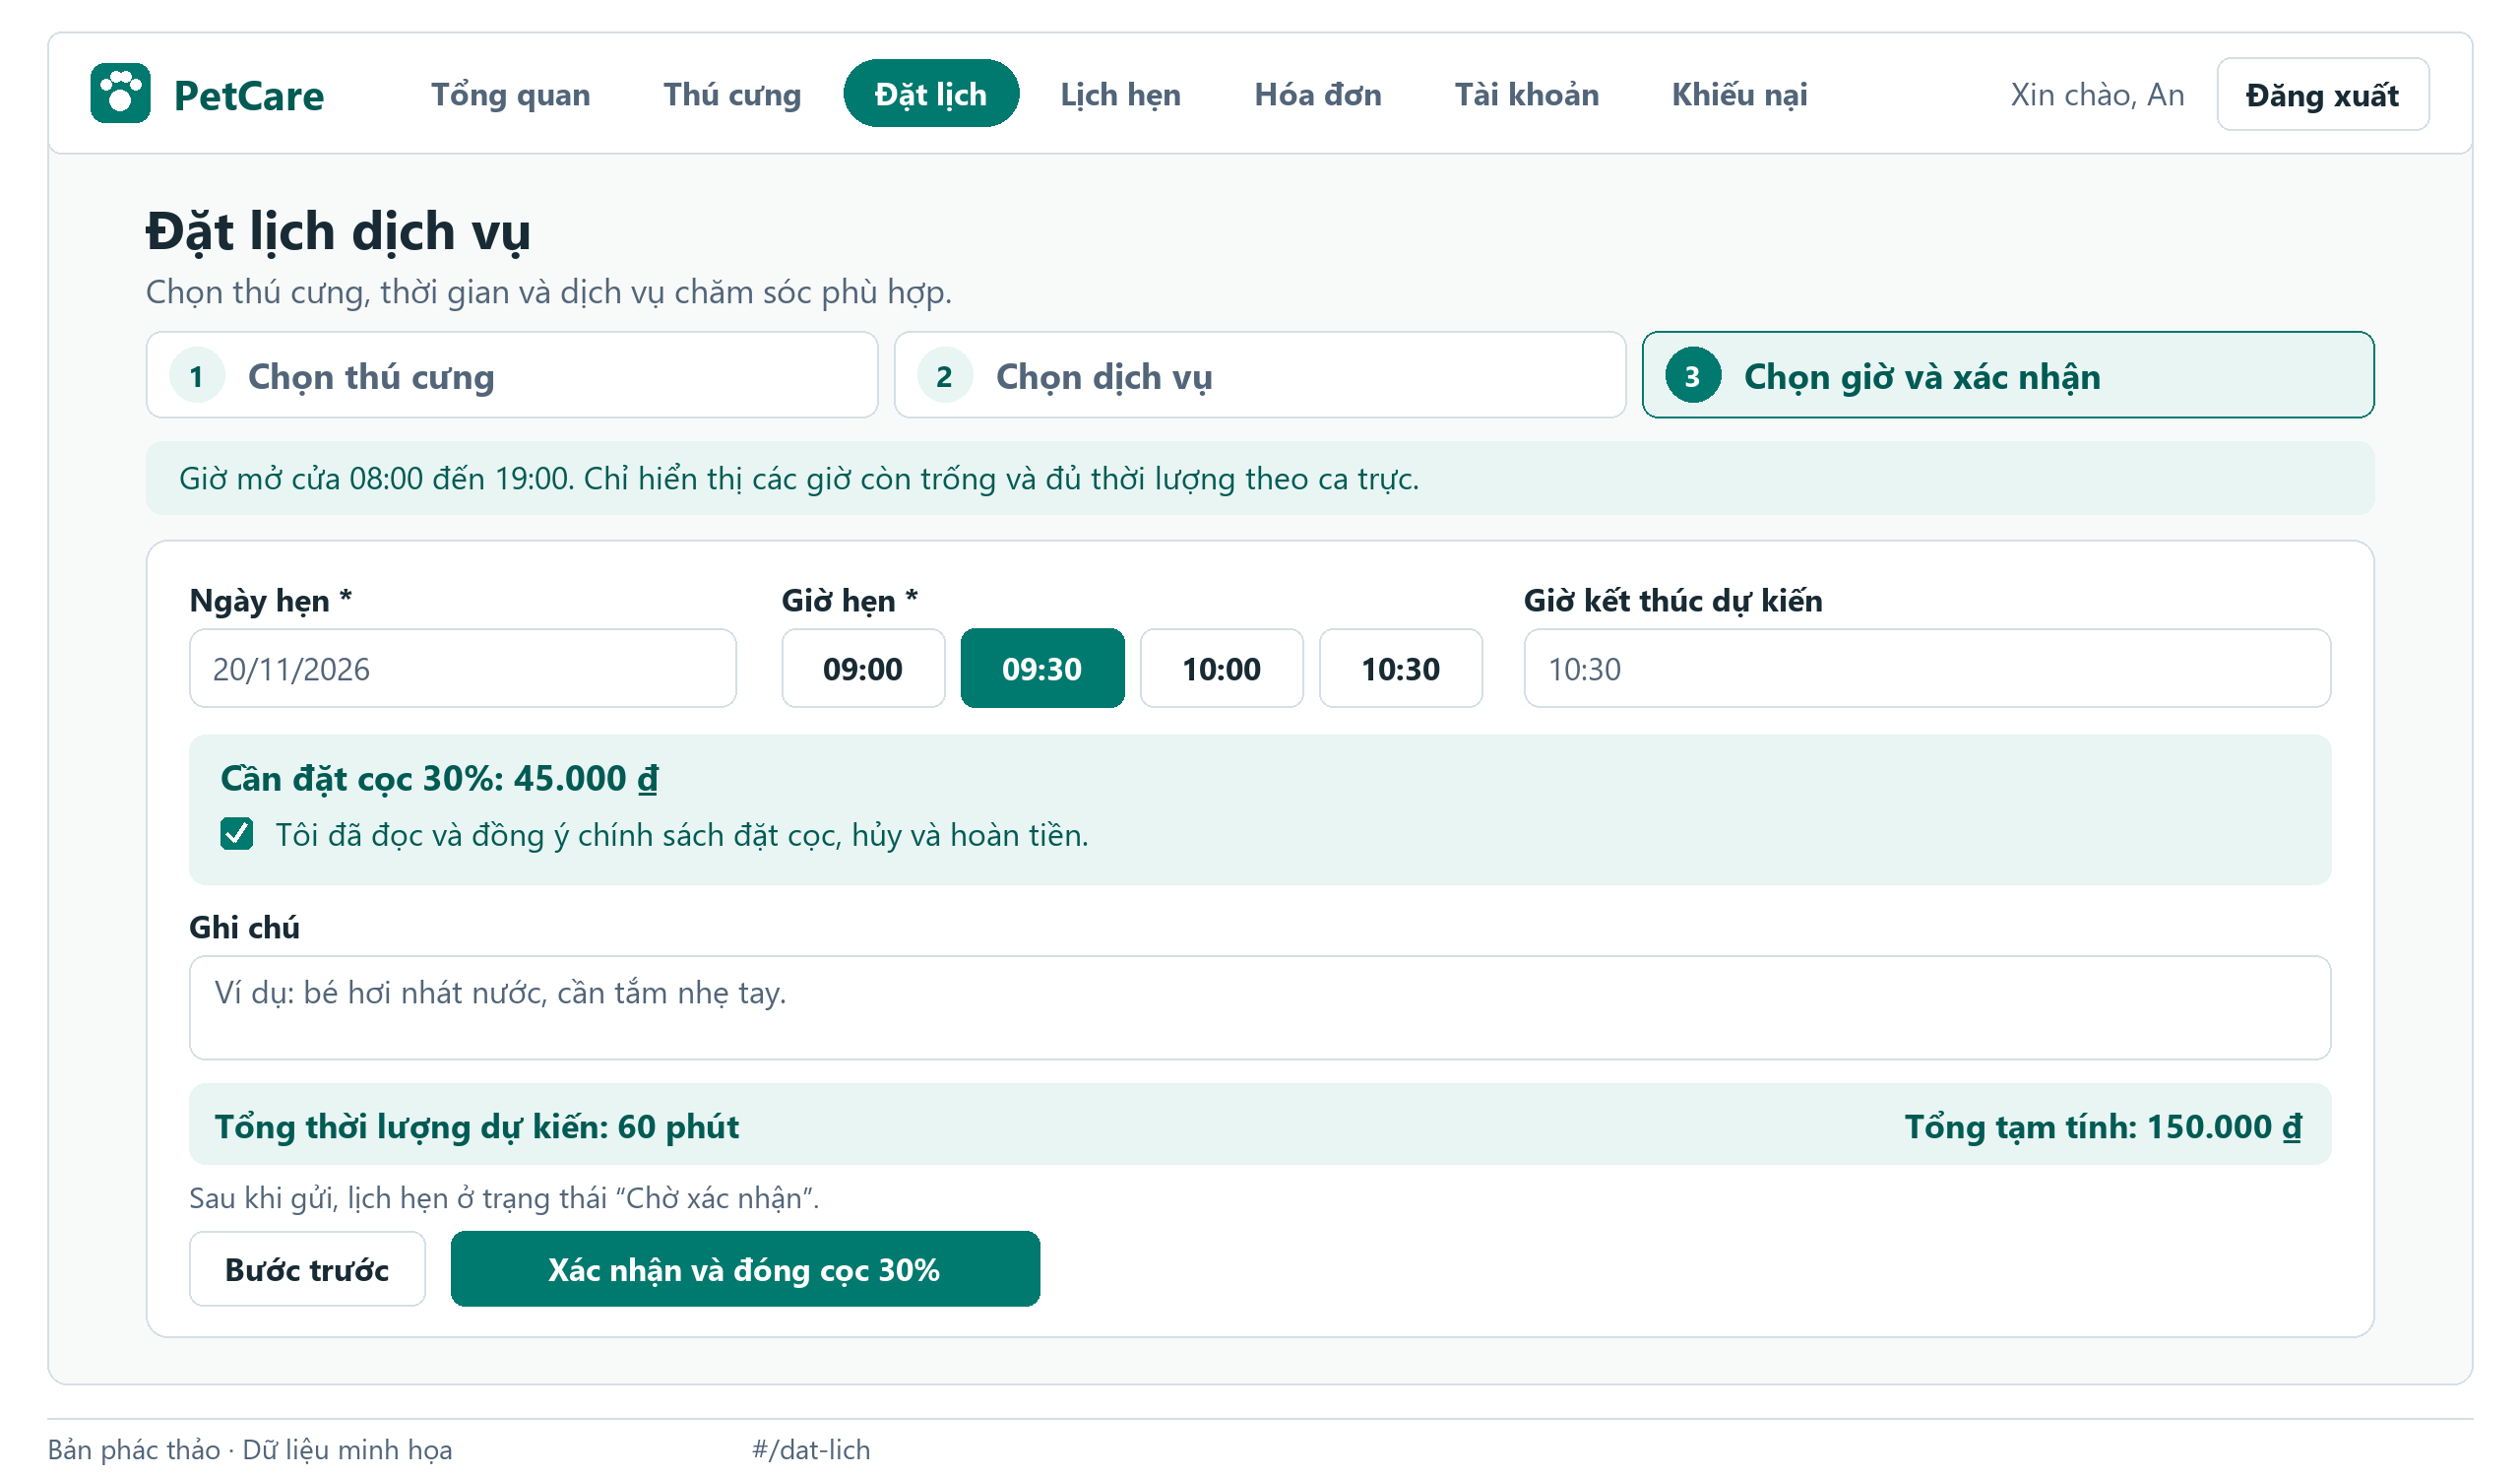 PetCare Tổng quan Thú cưng Đặt lịch Lịch hẹn Hóa đơn Tài khoản Khiếu nại Xin chào, An Đăng xuất
Đặt lịch dịch vụ
Chọn thú cưng, thời gian và dịch vụ chăm sóc phù hợp.
1 Chọn thú cưng 2 Chọn dịch vụ 3 Chọn giờ và xác nhận
Giờ mở cửa 08:00 đến 19:00. Chỉ hiển thị các giờ còn trống và đủ thời lượng theo ca trực.
Ngày hẹn * Giờ hẹn * Giờ kết thúc dự kiến
20/11/2026 09:00 09:30 10:00 10:30 10:30
Cần đặt cọc 30%: 45.000 ₫
Tôi đã đọc và đồng ý chính sách đặt cọc, hủy và hoàn tiền.
Ghi chú
Ví dụ: bé hơi nhát nước, cần tắm nhẹ tay.
Tổng thời lượng dự kiến: 60 phút Tổng tạm tính: 150.000 ₫
Sau khi gửi, lịch hẹn ở trạng thái “Chờ xác nhận”.
Bước trước Xác nhận và đóng cọc 30%
Bản phác thảo · Dữ liệu minh họa #/dat-lich